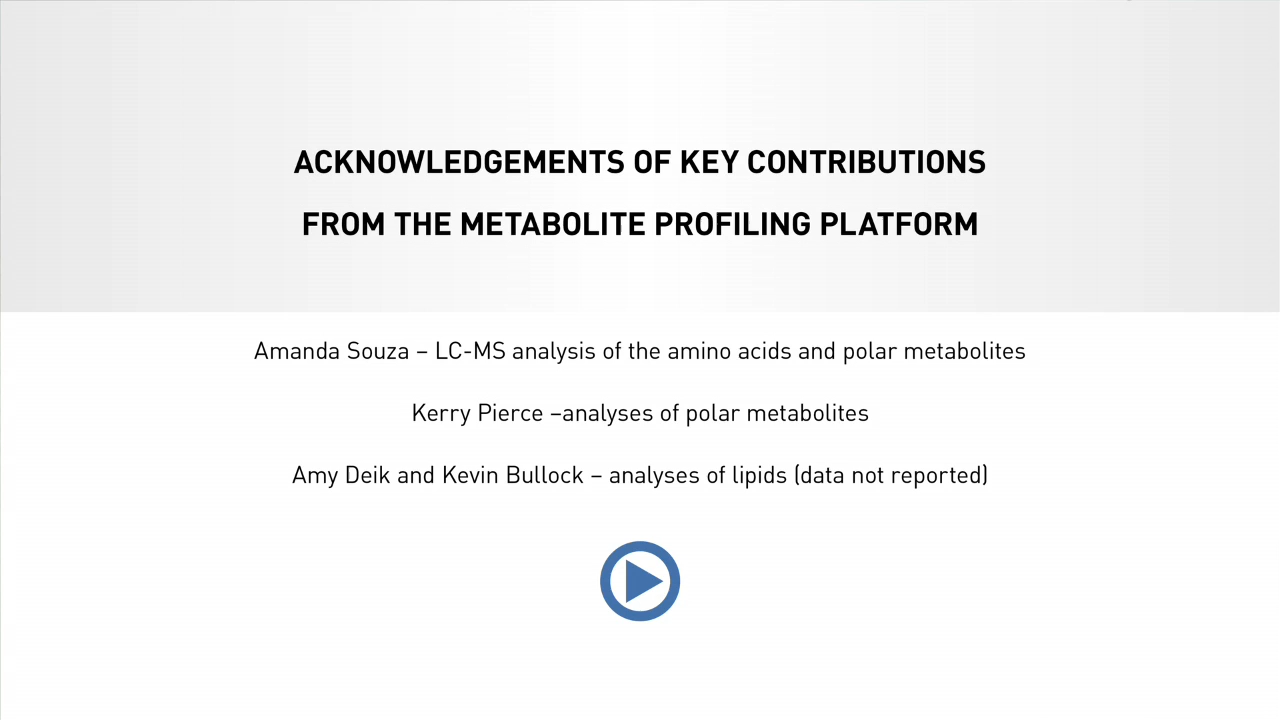 ACKNOWLEDGEMENTS OF KEY CONTRIBUTIONS
FROM THE METABOLITE PROFILING PLATFORM
Amanda Souza – LC-MS analysis of the amino acids and polar metabolites
Kerry Pierce –analyses of polar metabolites
Amy Deik and Kevin Bullock – analyses of lipids (data not reported)